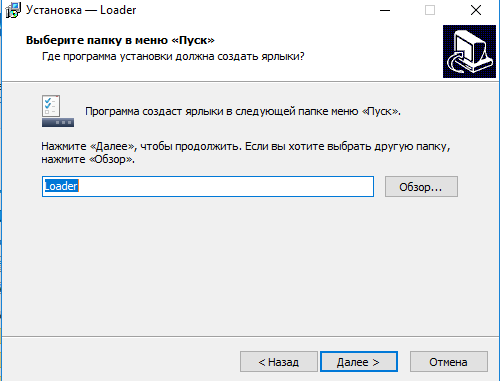 Установка — Loader
Выберите папку в меню «Пуск»
Где программа установки должна создать ярлыки?
Программа создаст ярлыки в следующей папке меню «Пуск».
Нажмите «Далее», чтобы продолжить. Если вы хотите выбрать другую папку,
нажмите «Обзор».
Loader
Обзор...
< Назад
Далее >
Отмена